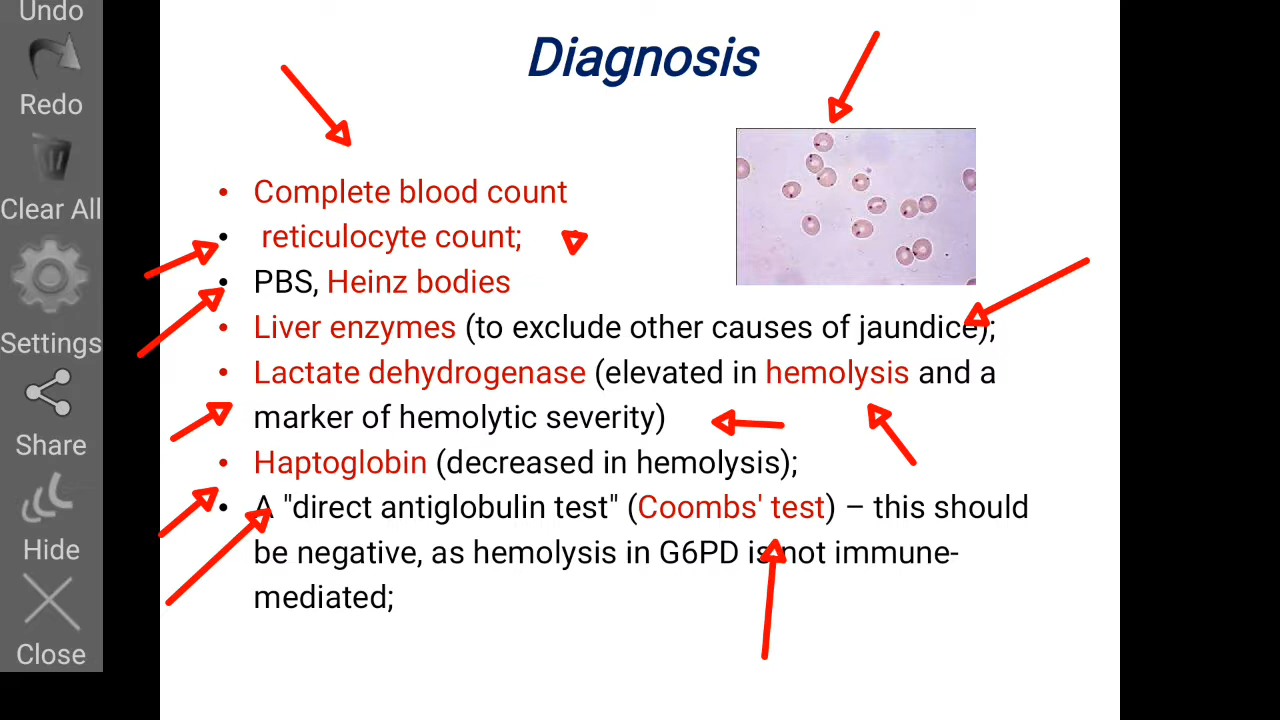 Undo
Redo
Clear All
Settings
Share
Hide
Close
Diagnosis
• Complete blood count
• reticulocyte count;
• PBS, Heinz bodies
• Liver enzymes (to exclude other causes of jaundice);
• Lactate dehydrogenase (elevated in hemolysis and a
marker of hemolytic severity)
• Haptoglobin (decreased in hemolysis);
• A "direct antiglobulin test" (Coombs' test) – this should
be negative, as hemolysis in G6PD is not immune-
mediated;